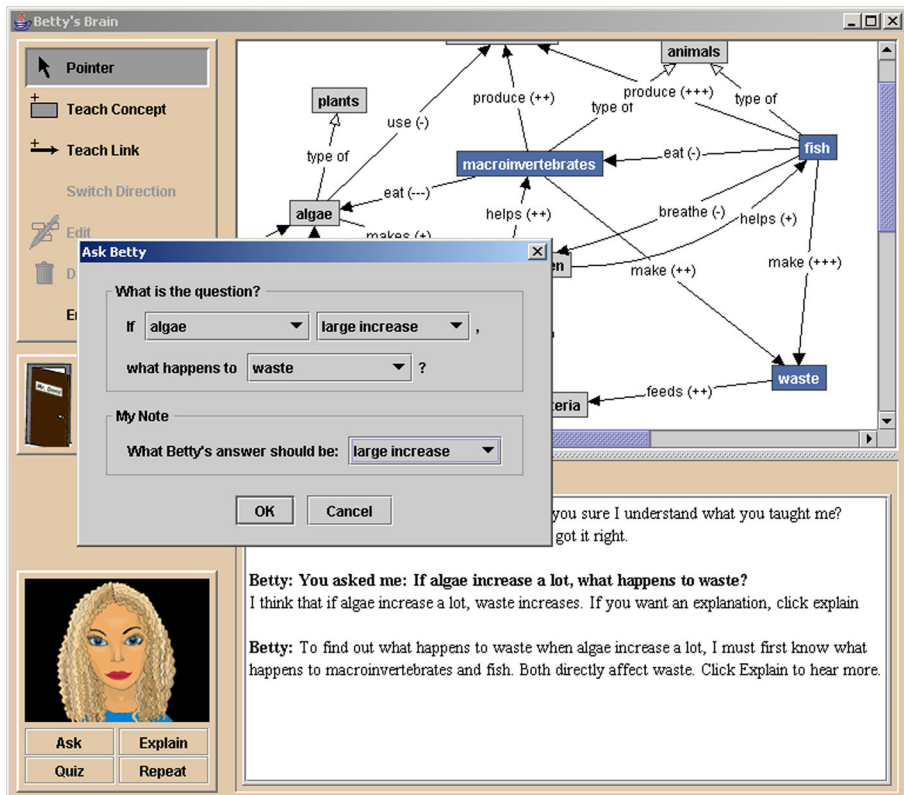 Betty's Brain
Pointer
Teach Concept
Teach Link
Switch Direction
Edit
D
E
animals
plants
produce (++)
type of
produce (+++)
type of
use (-)
type of
macroinvertebrates
eat (-)
fish
eat (---)
algae
helps (++)
breathe (-)
helps (+)
makes (+)
en
make (++)
make (+++)
waste
feeds (++)
teria
Ask Betty
What is the question?
If algae large increase ,
what happens to waste ?
My Note
What Betty's answer should be: large increase
OK Cancel
you sure I understand what you taught me?
got it right.
Betty: You asked me: If algae increase a lot, what happens to waste?
I think that if algae increase a lot, waste increases. If you want an explanation, click explain
Betty: To find out what happens to waste when algae increase a lot, I must first know what
happens to macroinvertebrates and fish. Both directly affect waste. Click Explain to hear more.
Ask Explain
Quiz Repeat